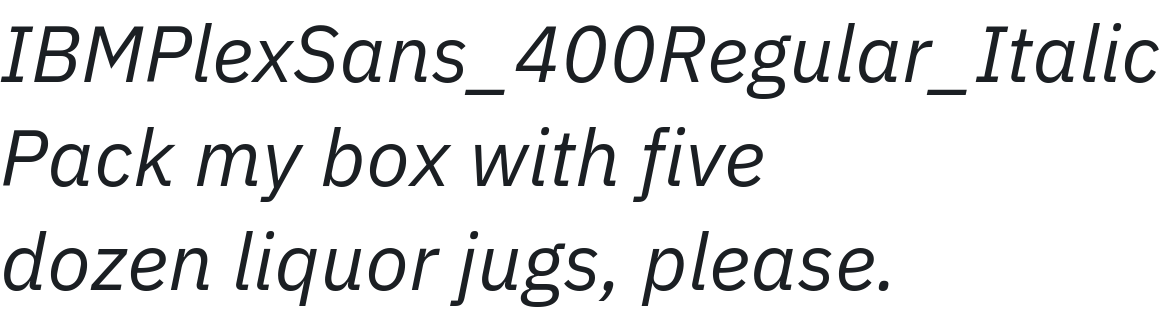 IBMPlexSans_400Regular_Italic
Pack my box with five
dozen liquor jugs, please.